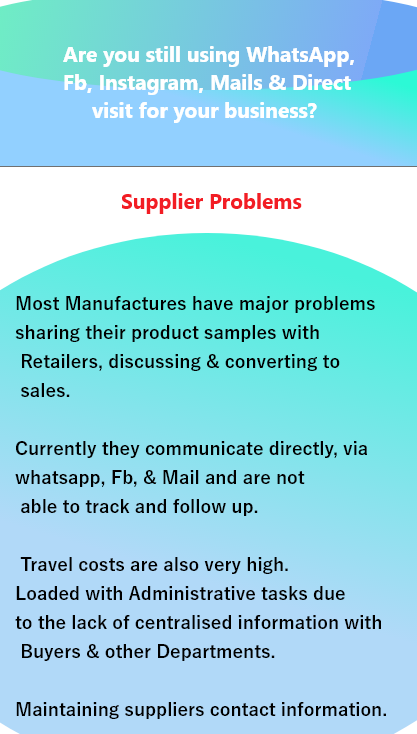 Are you still using WhatsApp,
Fb, Instagram, Mails & Direct
visit for your business?
Supplier Problems
Most Manufactures have major problems
sharing their product samples with
Retailers, discussing & converting to
sales.
Currently they communicate directly, via
whatsapp, Fb, & Mail and are not
able to track and follow up.
Travel costs are also very high.
Loaded with Administrative tasks due
to the lack of centralised information with
Buyers & other Departments.
Maintaining suppliers contact information.